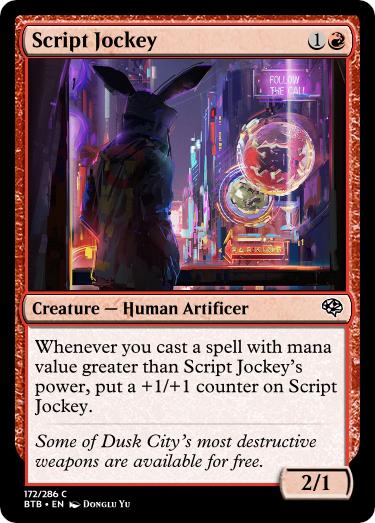 Script Jockey
1
FOLLOW
THE CALL
PARKING
Creature — Human Artificer
Whenever you cast a spell with mana
value greater than Script Jockey's
power, put a +1/+1 counter on Script
Jockey.
Some of Dusk City's most destructive
weapons are available for free.
2/1
172/286 C
BTB • EN Donglu Yu